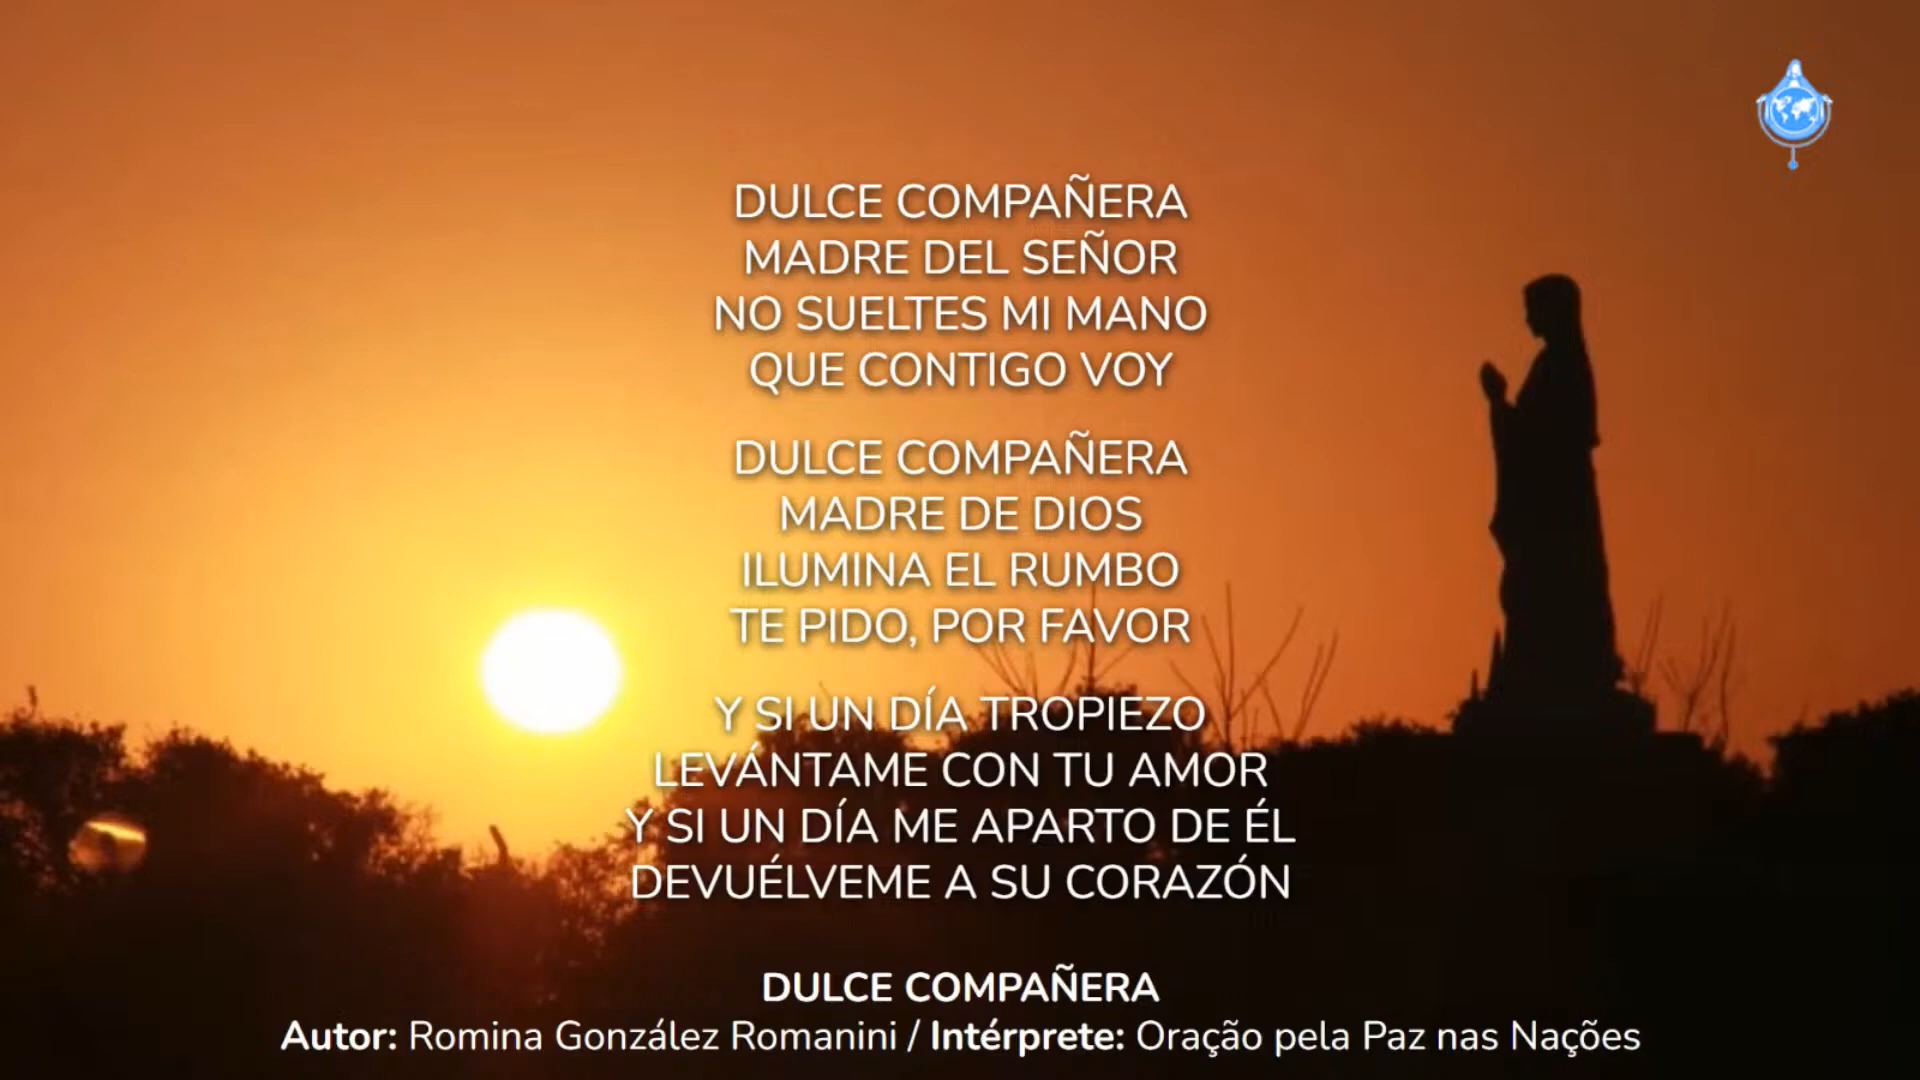 DULCE COMPAÑERA
MADRE DEL SEÑOR
NO SUELTES MI MANO
QUE CONTIGO VOY
DULCE COMPAÑERA
MADRE DE DIOS
ILUMINA EL RUMBO
TE PIDO, POR FAVOR
Y SI UN DÍA TROPIEZO
LEVÁNTAME CON TU AMOR
Y SI UN DÍA ME APARTO DE ÉL
DEVUÉLVEME A SU CORAZÓN
DULCE COMPAÑERA
Autor: Romina González Romanini / Intérprete: Oração pela Paz nas Nações